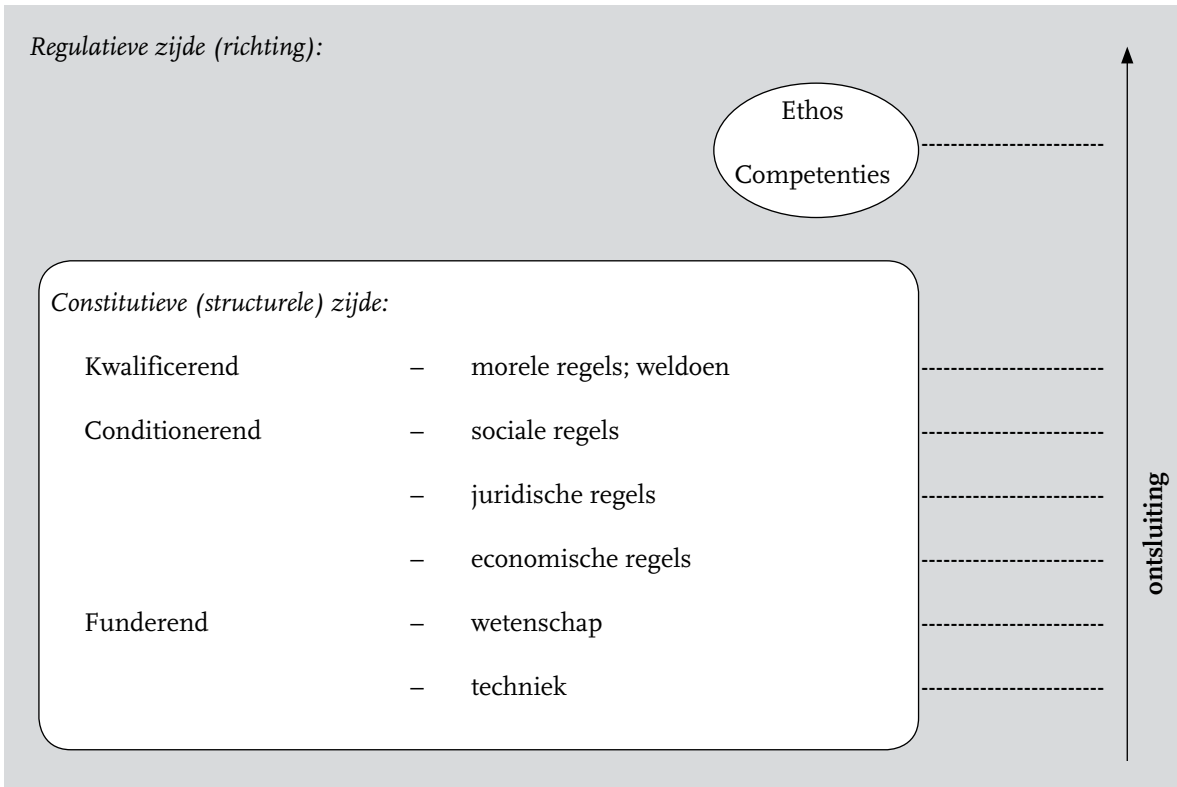 Regulatieve zijde (richting):
Ethos
Competenties
Constitutieve (structurele) zijde:
Kwalificerend – morele regels; weldoen
Conditionerend – sociale regels
– juridische regels
– economische regels
Funderend – wetenschap
– techniek
ontsluiting